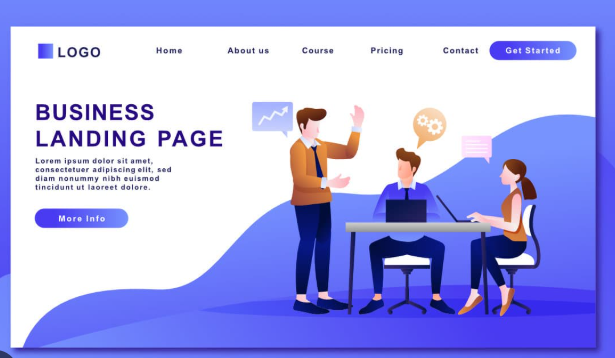 LOGO
Home
About us
Course
Pricing
Contact
Get Started
BUSINESS
LANDING PAGE
Lorem ipsum dolor sit amet,
consectetuer adipiscing elit, sed
diam nonummy nibh euismod
tincidunt ut laoreet dolore.
More Info